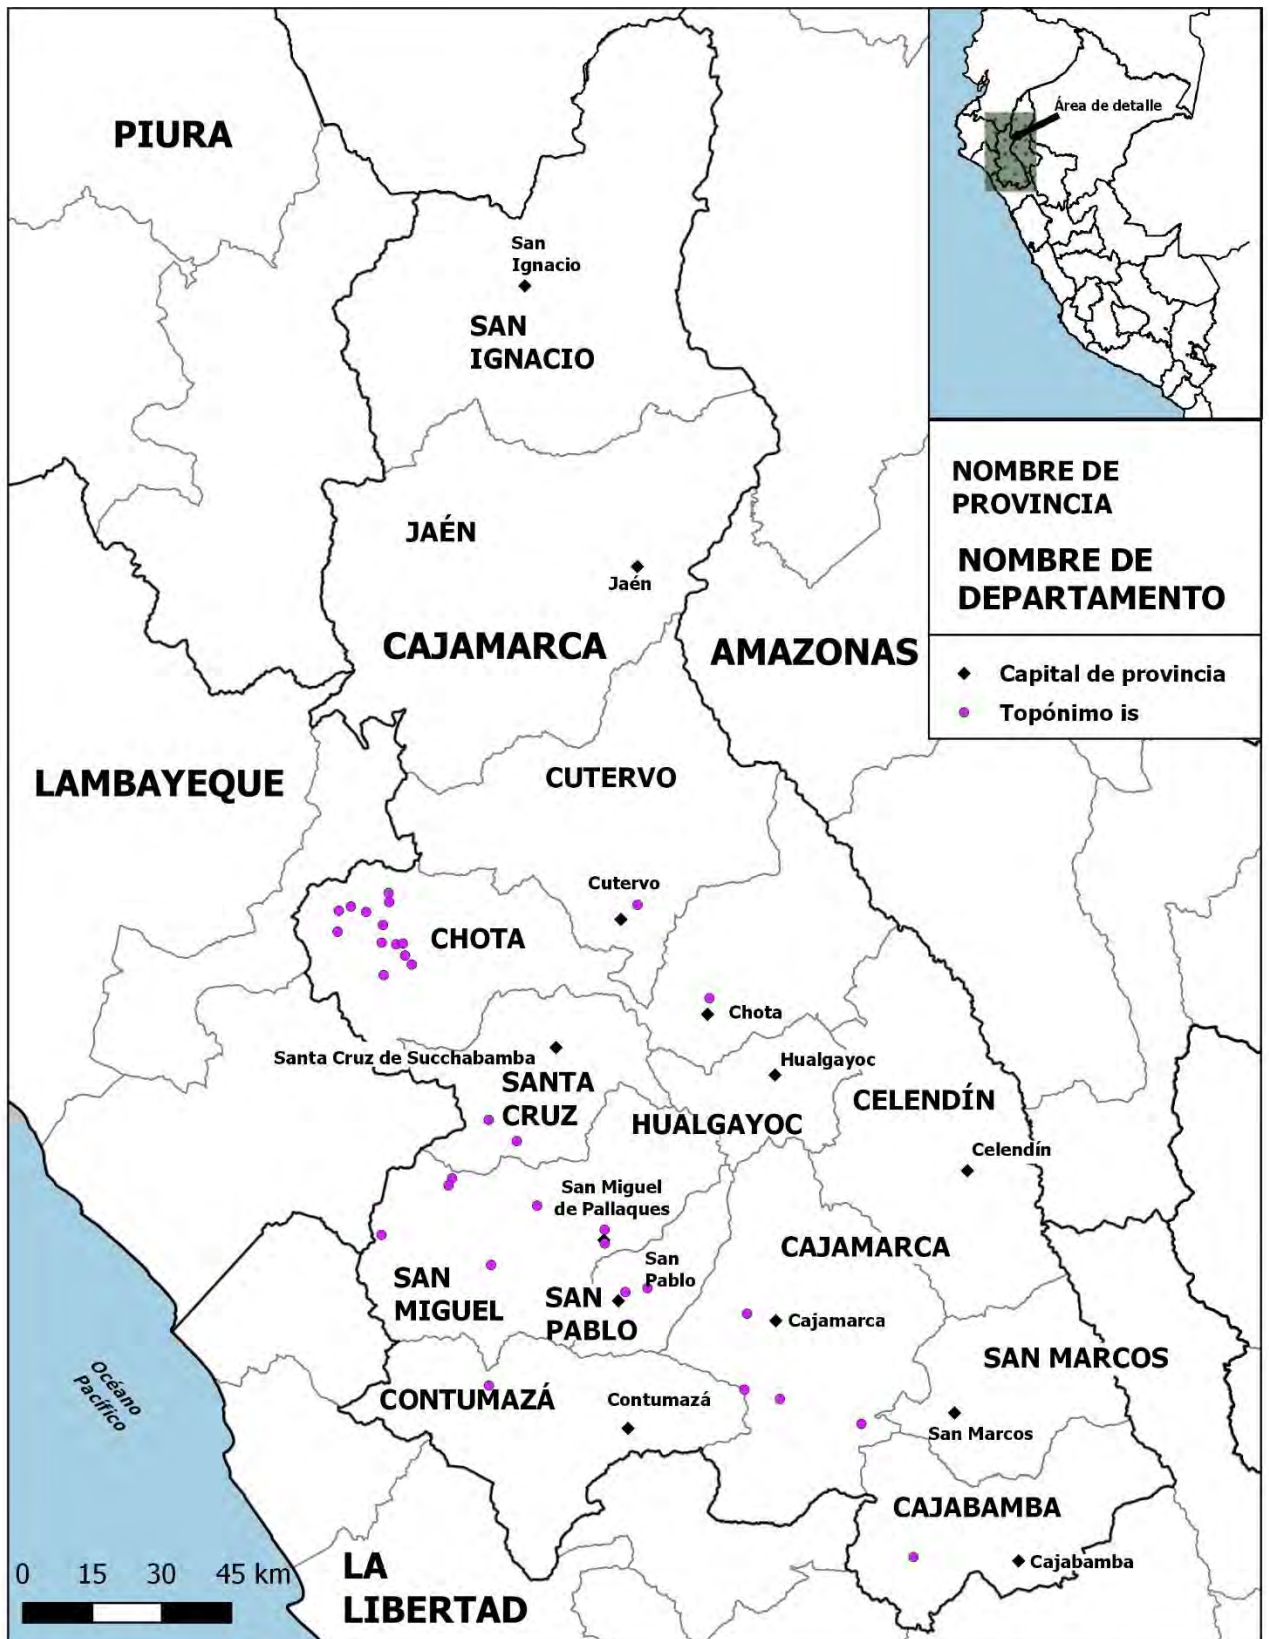 PIURA
Área de detalle
San
Ignacio
SAN
IGNACIO
NOMBRE DE
PROVINCIA
NOMBRE DE
DEPARTAMENTO
JAÉN
Jaén
CAJAMARCA
AMAZONAS
Capital de provincia
Topónimo is
LAMBAYEQUE
CUTERVO
Cutervo
CHOTA
Chota
Santa Cruz de Succhabamba
Hualgayoc
SANTA
CRUZ
CELENDÍN
HUALGAYOC
Celendín
San Miguel
de Pallaques
CAJAMARCA
San
Pablo
SAN
MIGUEL
SAN
PABLO
Cajamarca
SAN MARCOS
Océano
Pacífico
CONTUMAZÁ
Contumazá
San Marcos
CAJABAMBA
Cajabamba
LA
LIBERTAD
0 15 30 45 km